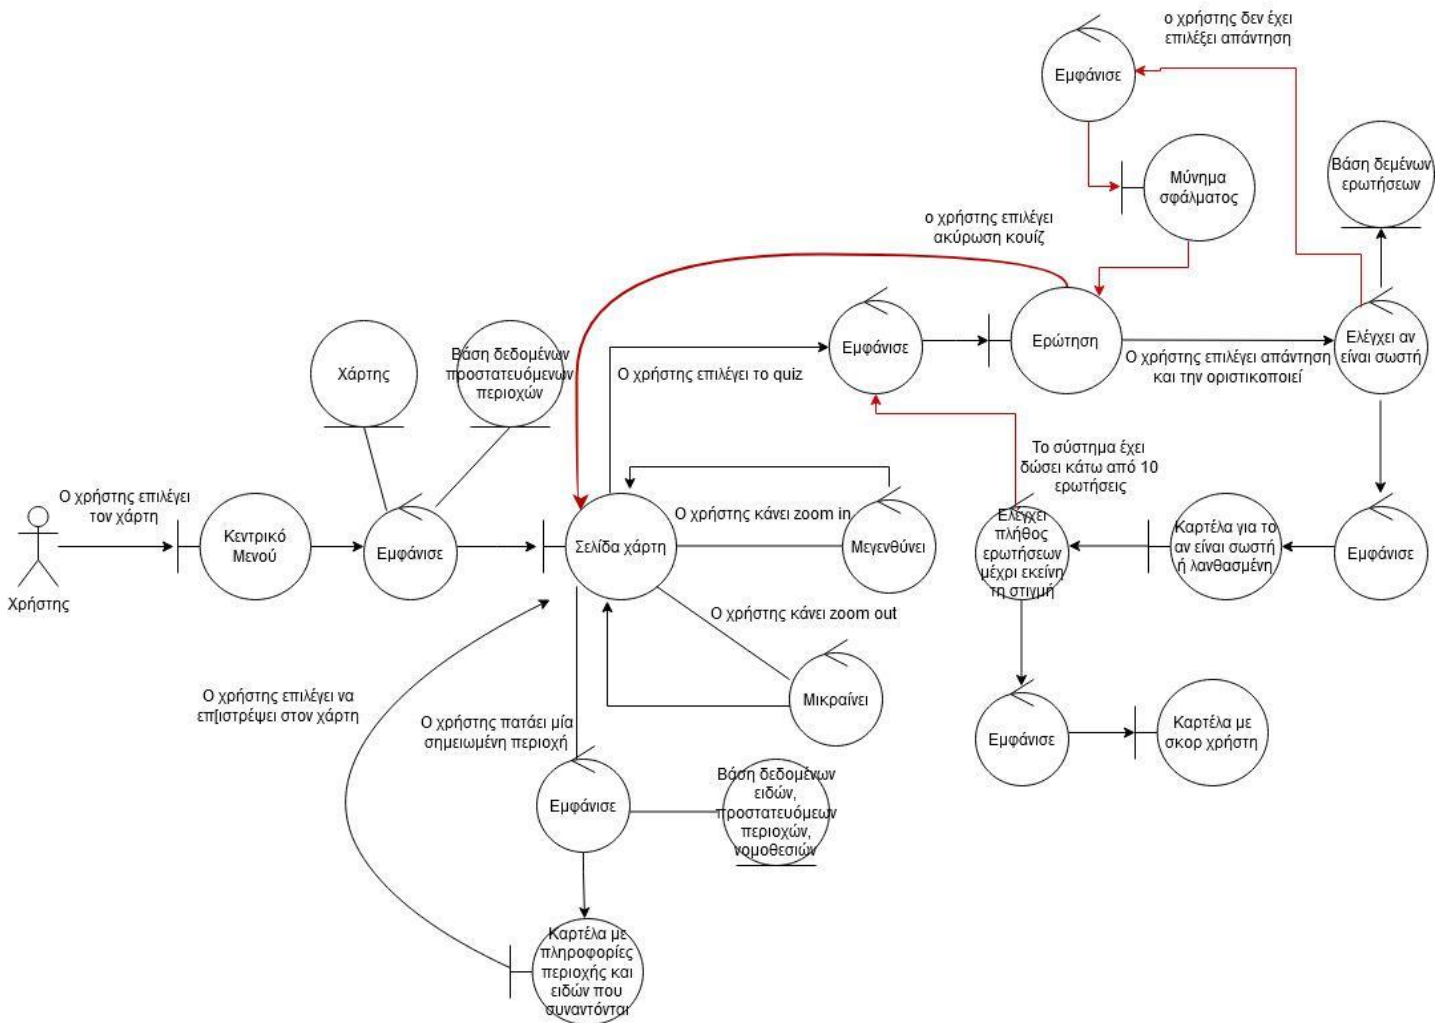 ο χρήστης δεν έχει
επιλέξει απάντηση
Εμφάνισε
Μύνημα
σφάλματος
Βάση δεμένων
ερωτήσεων
ο χρήστης επιλέγει
ακύρωση κουίζ
Χάρτης
Βάση δεδομένων
προστατευόμενων
περιοχών
Ο χρήστης επιλέγει το quiz
Εμφάνισε
Ερώτηση
Ο χρήστης επιλέγει απάντηση
και την οριστικοποιεί
Ελέγχει αν
είναι σωστή
Το σύστημα έχει
δώσει κάτω από 10
ερωτήσεις
Ο χρήστης επιλέγει
τον χάρτη
Χρήστης
Κεντρικό
Μενού
Εμφάνισε
Σελίδα χάρτη
Ο χρήστης κάνει zoom in
Μεγενθύνει
Ελέγχει
πλήθος
ερωτήσεων
μέχρι εκείνη
τη στιγμή
Καρτέλα για το
αν είναι σωστή
ή λανθασμένη
Εμφάνισε
Ο χρήστης κάνει zoom out
Μικραίνει
Ο χρήστης επιλέγει να
επ[ιστρέψει στον χάρτη
Ο χρήστης πατάει μία
σημειωμένη περιοχή
Εμφάνισε
Καρτέλα με
σκορ χρήστη
Εμφάνισε
Βάση δεδομένων
ειδών,
προστατευόμεων
περιοχών,
νομοθεσιών
Καρτέλα με
πληροφορίες
περιοχής και
ειδών που
συναντόνται